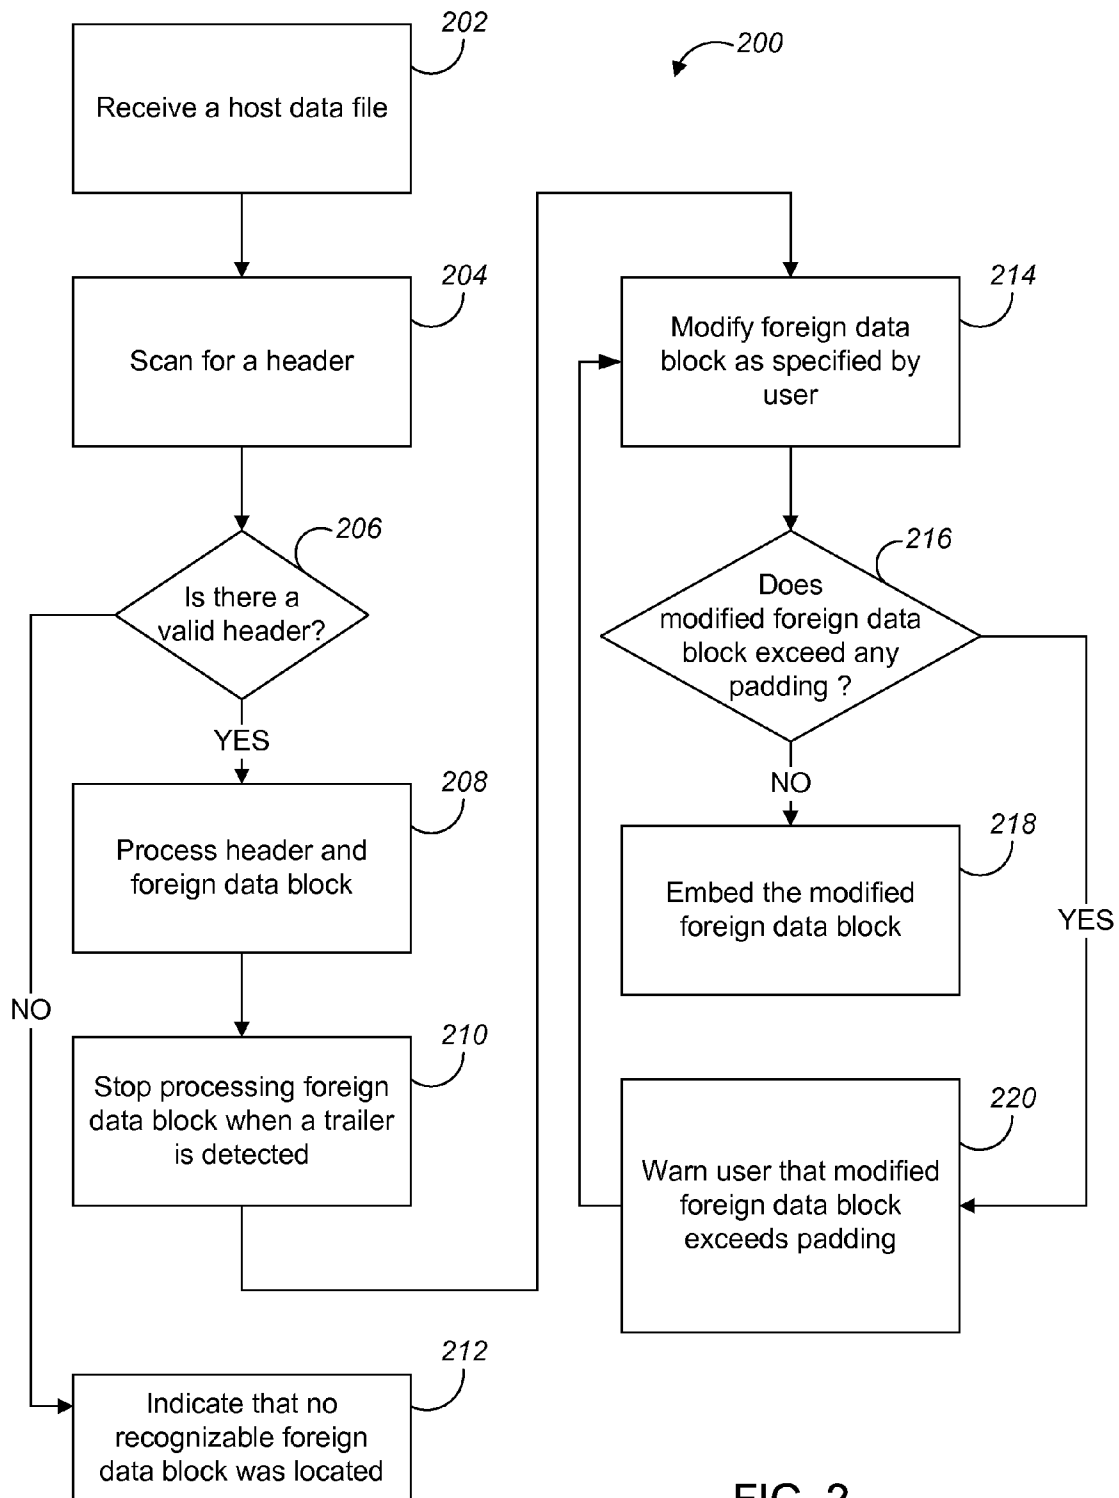 202
200
Receive a host data file
204
Scan for a header
206
Is there a
valid header?
YES
208
Process header and
foreign data block
NO
210
Stop processing foreign
data block when a trailer
is detected
212
Indicate that no
recognizable foreign
data block was located
214
Modify foreign data
block as specified by
user
216
Does
modified foreign data
block exceed any
padding ?
NO
218
Embed the modified
foreign data block
YES
220
Warn user that modified
foreign data block
exceeds padding
FIG. 2